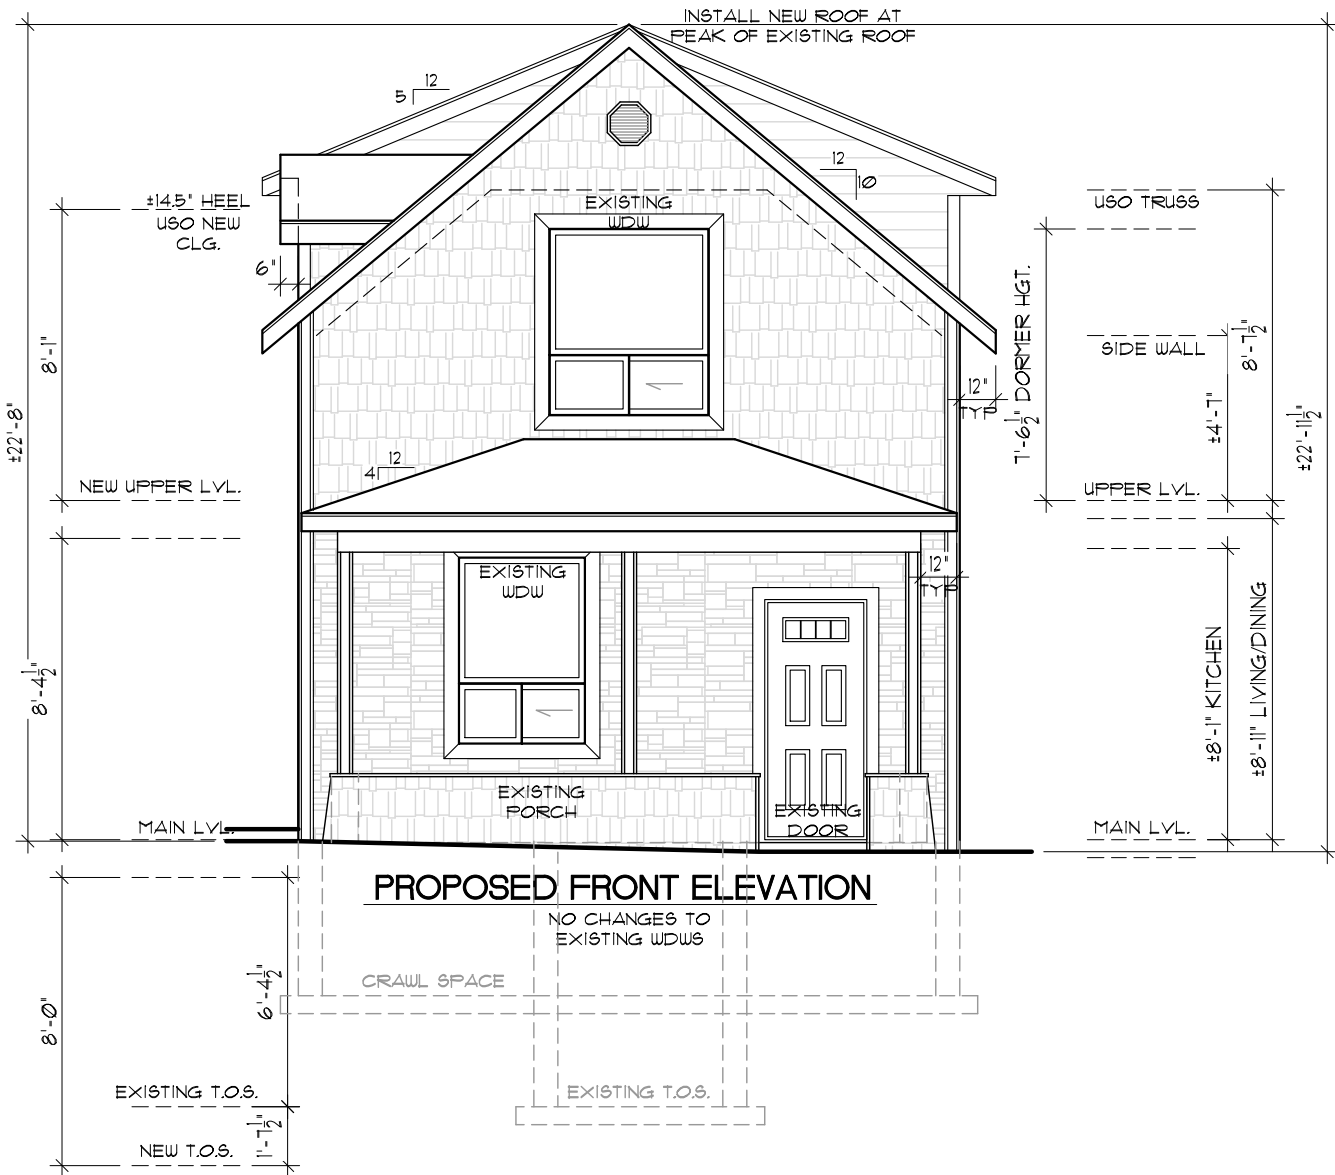 INSTALL NEW ROOF AT
PEAK OF EXISTING ROOF
12
5
12
10
±14.5" HEEL
USO NEW
CLG.
6"
EXISTING
WDW
USO TRUSS
SIDE WALL
7'-6½" DORMER HGT.
8'-7½"
±4'-7"
±22'-11½"
12"
TYP
8'-1"
±22'-8"
12
4
NEW UPPER LVL.
UPPER LVL.
EXISTING
WDW
12"
TYP
8'-4½"
±8'-1" KITCHEN
±8'-11" LIVING/DINING
EXISTING
PORCH
EXISTING
DOOR
MAIN LVL.
MAIN LVL.
PROPOSED FRONT ELEVATION
NO CHANGES TO
EXISTING WDWS
CRAWL SPACE
6'-4½"
8'-0"
EXISTING T.O.S.
EXISTING T.O.S.
1'-7½"
NEW T.O.S.